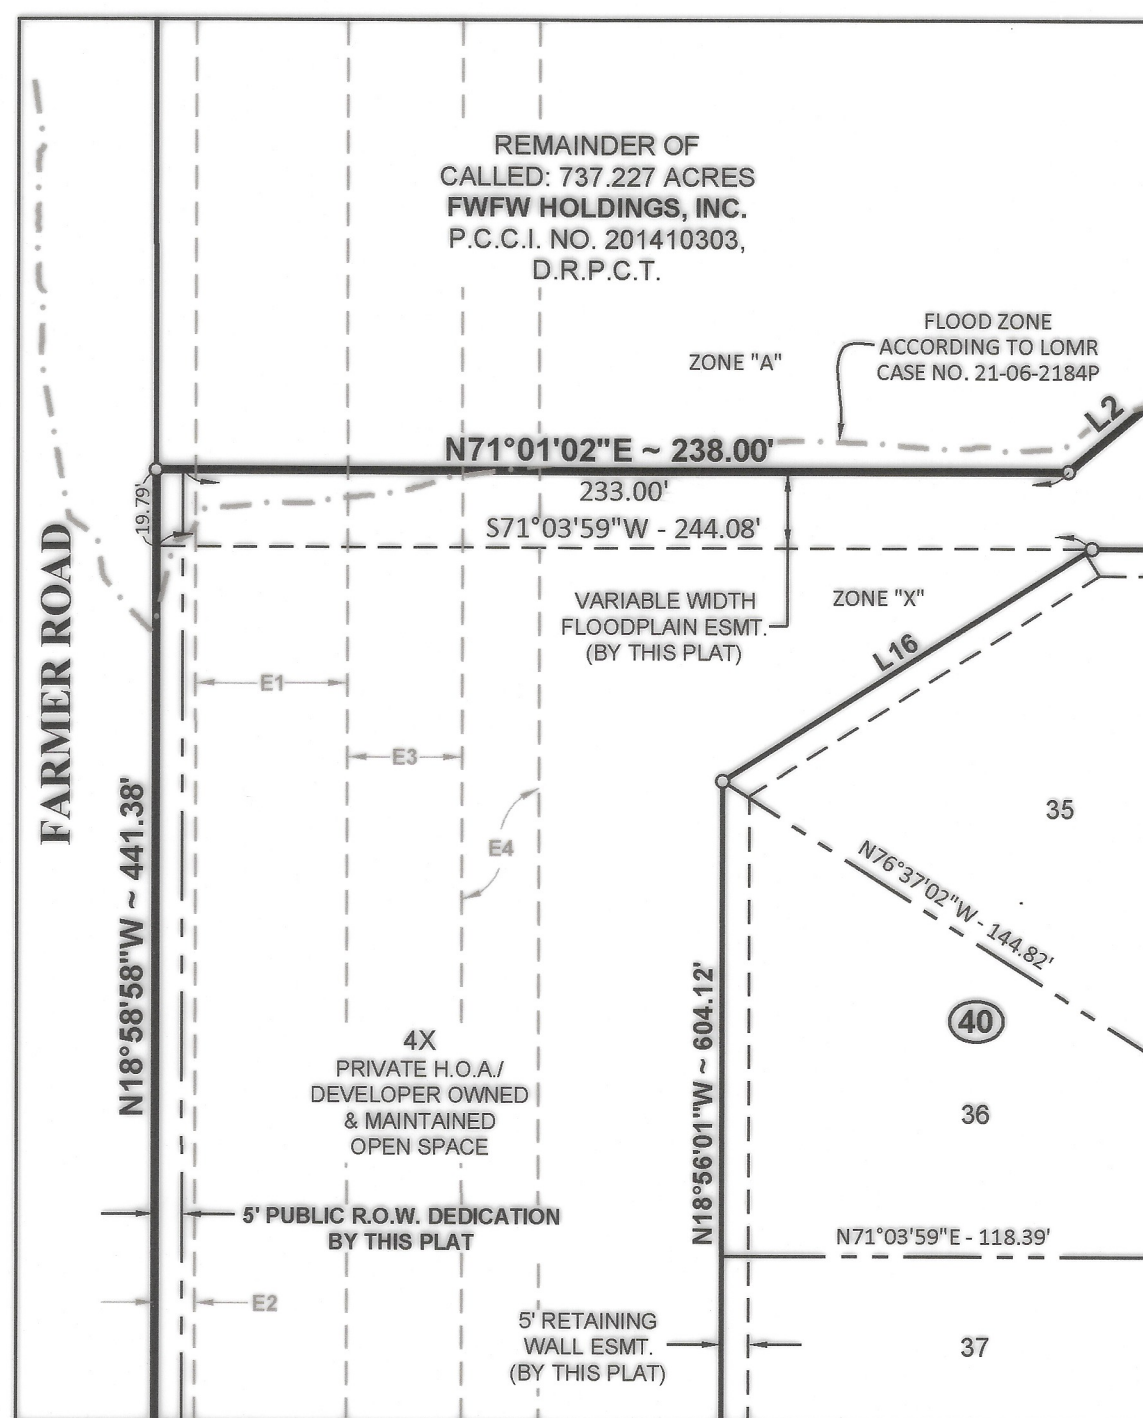 REMAINDER OF
CALLED: 737.227 ACRES
FWFW HOLDINGS, INC.
P.C.C.I. NO. 201410303,
D.R.P.C.T.
FLOOD ZONE
ACCORDING TO LOMR
CASE NO. 21-06-2184P
ZONE "A"
L2
N71°01'02"E ~ 238.00'
233.00'
19.79'
S71°03'59"W - 244.08'
FARMER ROAD
VARIABLE WIDTH
FLOODPLAIN ESMT.
(BY THIS PLAT)
ZONE "X"
L16
E1
E3
E4
35
N18°58'58"W ~ 441.38'
N76°37'02"W - 144.82'
N18°56'01"W ~ 604.12'
40
4X
PRIVATE H.O.A./
DEVELOPER OWNED
& MAINTAINED
OPEN SPACE
36
5' PUBLIC R.O.W. DEDICATION
BY THIS PLAT
N71°03'59"E - 118.39'
E2
5' RETAINING
WALL ESMT.
(BY THIS PLAT)
37